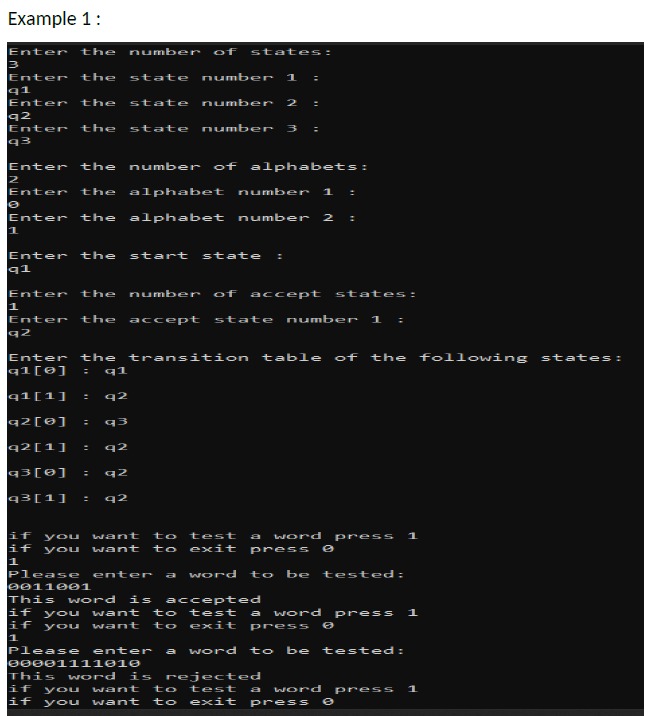 Example 1 :
Enter the number of states:
3
Enter the state number 1 :
q1
Enter the state number 2 :
q2
Enter the state number 3 :
q3
Enter the number of alphabets:
2
Enter the alphabet number 1 :
0
Enter the alphabet number 2 :
1
Enter the start state :
q1
Enter the number of accept states:
1
Enter the accept state number 1 :
q2
Enter the transition table of the following states:
q1[0] : q1
q1[1] : q2
q2[0] : q3
q2[1] : q2
q3[0] : q2
q3[1] : q2
if you want to test a word press 1
if you want to exit press 0
1
Please enter a word to be tested:
0011001
This word is accepted
if you want to test a word press 1
if you want to exit press 0
1
Please enter a word to be tested:
00001111010
This word is rejected
if you want to test a word press 1
if you want to exit press 0